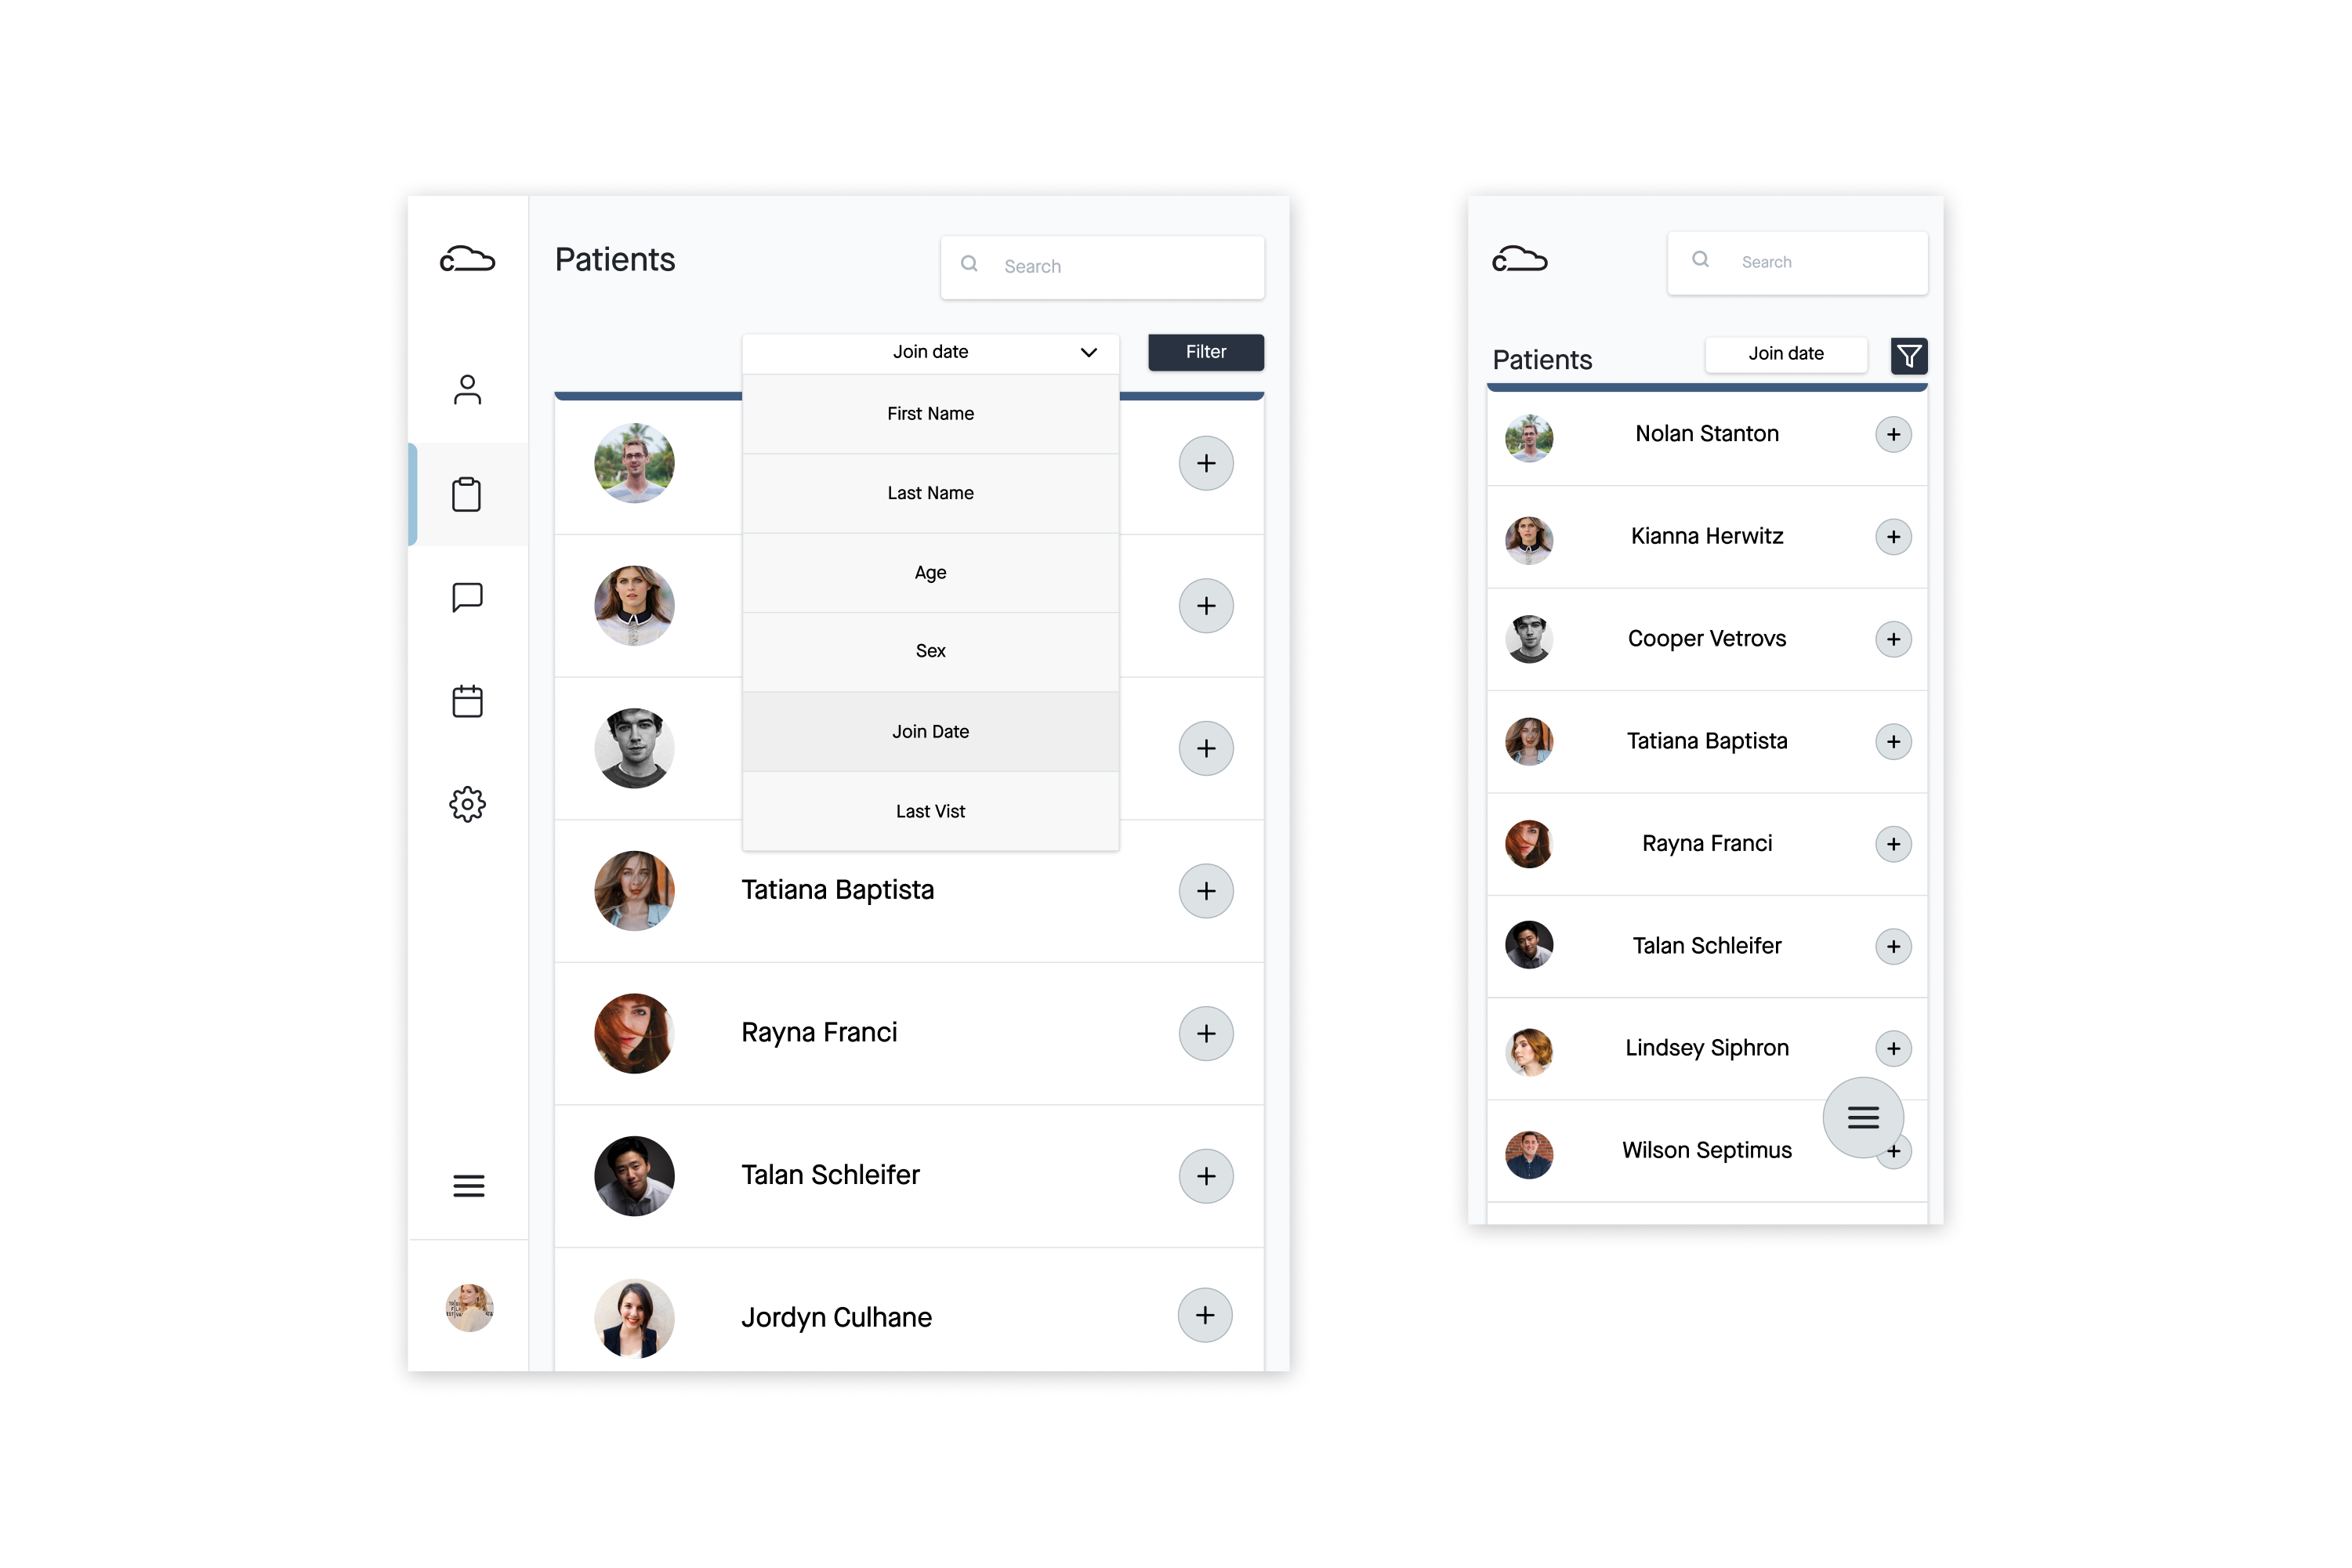 c
Patients
Search
Join date
Filter
First Name
Last Name
Age
Sex
Join Date
Last Vist
Tatiana Baptista
Rayna Franci
Talan Schleifer
Jordyn Culhane
c
Search
Patients
Join date
Nolan Stanton
Kianna Herwitz
Cooper Vetrovs
Tatiana Baptista
Rayna Franci
Talan Schleifer
Lindsey Siphron
Wilson Septimus